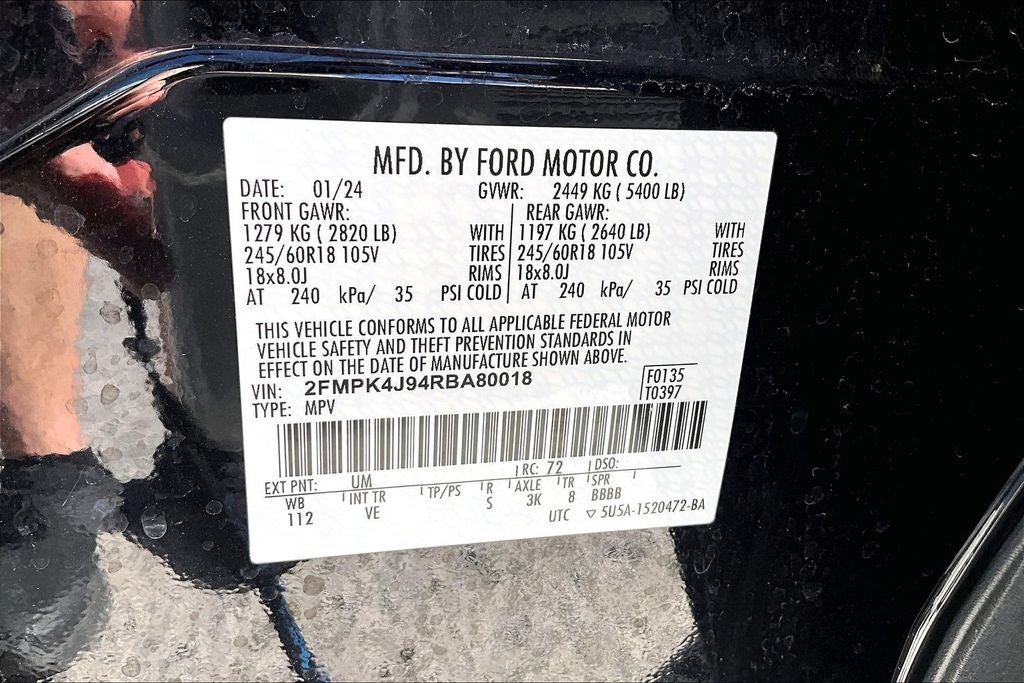 MFD. BY FORD MOTOR CO.
DATE: 01/24 GVWR: 2449 KG ( 5400 LB)
FRONT GAWR: REAR GAWR:
1279 KG ( 2820 LB) WITH 1197 KG ( 2640 LB) WITH
245/60R18 105V TIRES 245/60R18 105V TIRES
18x8.0J RIMS 18x8.0J RIMS
AT 240 kPa/ 35 PSI COLD AT 240 kPa/ 35 PSI COLD
THIS VEHICLE CONFORMS TO ALL APPLICABLE FEDERAL MOTOR
VEHICLE SAFETY AND THEFT PREVENTION STANDARDS IN
EFFECT ON THE DATE OF MANUFACTURE SHOWN ABOVE.
VIN: 2FMPK4J94RBA80018 F0135
TYPE: MPV T0397
EXT PNT: UM RC: 72 DSO:
WB INT TR TP/PS R AXLE TR SPR
112 VE S 3K 8 BBBB
UTC ▽ 5U5A-1520472-BA